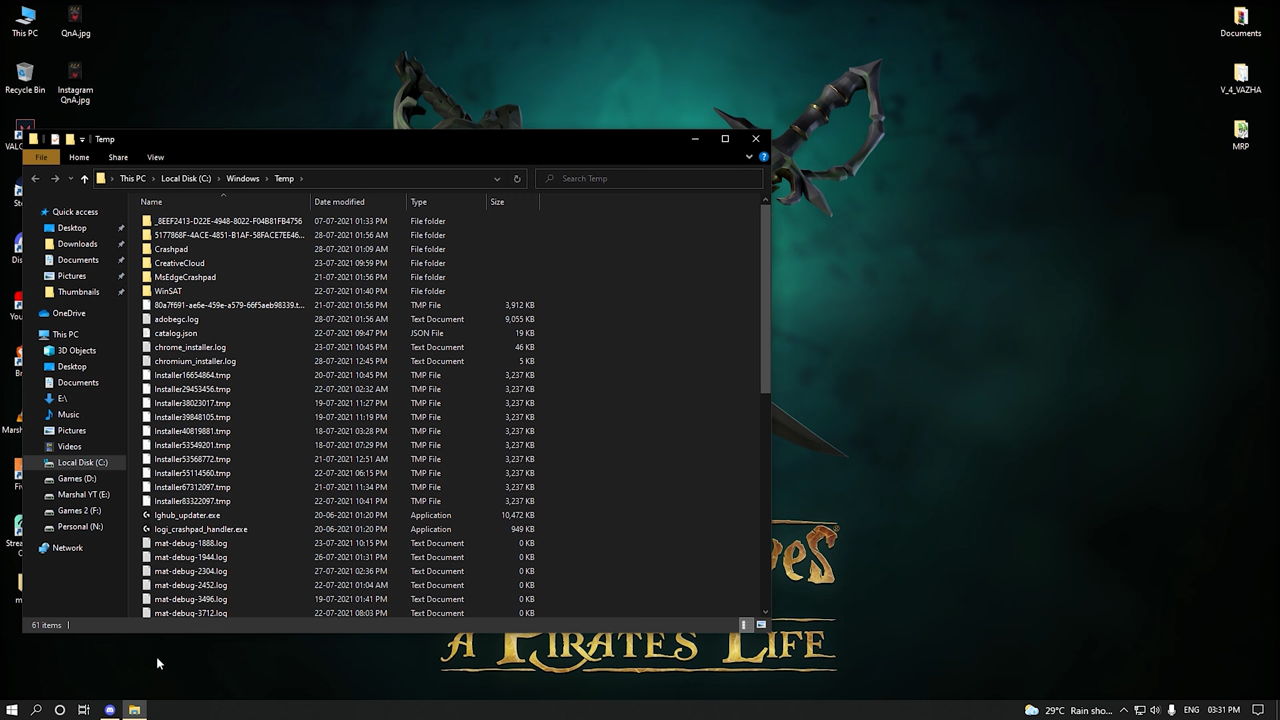 This PC
QnA.jpg
Recycle Bin
Instagram
QnA.jpg
Documents
V_4_VAZHA
MRP
Temp
File Home Share View
This PC > Local Disk (C:) > Windows > Temp >
Search Temp
Name Date modified Type Size
Quick access
Desktop
Downloads
Documents
Pictures
Thumbnails
OneDrive
This PC
3D Objects
Desktop
Documents
E:\
Music
Pictures
Videos
Local Disk (C:)
Games (D:)
Marshal YT (E:)
Games 2 (F:)
Personal (N:)
Network
_8EEF2413-D22E-4948-8022-F04B81FB4756 07-07-2021 01:33 PM File folder
5177868F-4ACE-4851-B1AF-58FACE7EE46... 28-07-2021 01:56 AM File folder
Crashpad 28-07-2021 01:09 AM File folder
CreativeCloud 23-07-2021 09:59 PM File folder
MsEdgeCrashpad 21-07-2021 01:56 PM File folder
WinSAT 22-07-2021 01:40 PM File folder
80a7f691-ae6e-459e-a579-66f5aeb98339.t... 21-07-2021 01:56 PM TMP File 3,912 KB
adobegc.log 28-07-2021 01:56 AM Text Document 9,055 KB
catalog.json 22-07-2021 09:47 PM JSON File 19 KB
chrome_installer.log 23-07-2021 10:45 PM Text Document 46 KB
chromium_installer.log 28-07-2021 12:45 PM Text Document 5 KB
Installer16654864.tmp 20-07-2021 10:45 PM TMP File 3,237 KB
Installer29453456.tmp 22-07-2021 02:32 AM TMP File 3,237 KB
Installer38023017.tmp 19-07-2021 11:27 PM TMP File 3,237 KB
Installer39848105.tmp 19-07-2021 11:19 PM TMP File 3,237 KB
Installer40819881.tmp 18-07-2021 03:28 PM TMP File 3,237 KB
Installer53549201.tmp 18-07-2021 07:29 PM TMP File 3,237 KB
Installer53568772.tmp 21-07-2021 12:51 AM TMP File 3,237 KB
Installer55114560.tmp 22-07-2021 06:15 PM TMP File 3,237 KB
Installer67312097.tmp 21-07-2021 11:34 PM TMP File 3,237 KB
Installer83322097.tmp 22-07-2021 10:41 PM TMP File 3,237 KB
lghub_updater.exe 20-06-2021 01:20 PM Application 10,472 KB
logi_crashpad_handler.exe 20-06-2021 01:20 PM Application 949 KB
mat-debug-1888.log 23-07-2021 10:15 PM Text Document 0 KB
mat-debug-1944.log 26-07-2021 01:31 PM Text Document 0 KB
mat-debug-2304.log 27-07-2021 02:36 PM Text Document 0 KB
mat-debug-2452.log 22-07-2021 01:04 AM Text Document 0 KB
mat-debug-3496.log 19-07-2021 01:41 PM Text Document 0 KB
mat-debug-3712.log 22-07-2021 08:03 PM Text Document 0 KB
61 items
A PIRATE'S LIFE
29°C Rain sho... ENG 03:31 PM